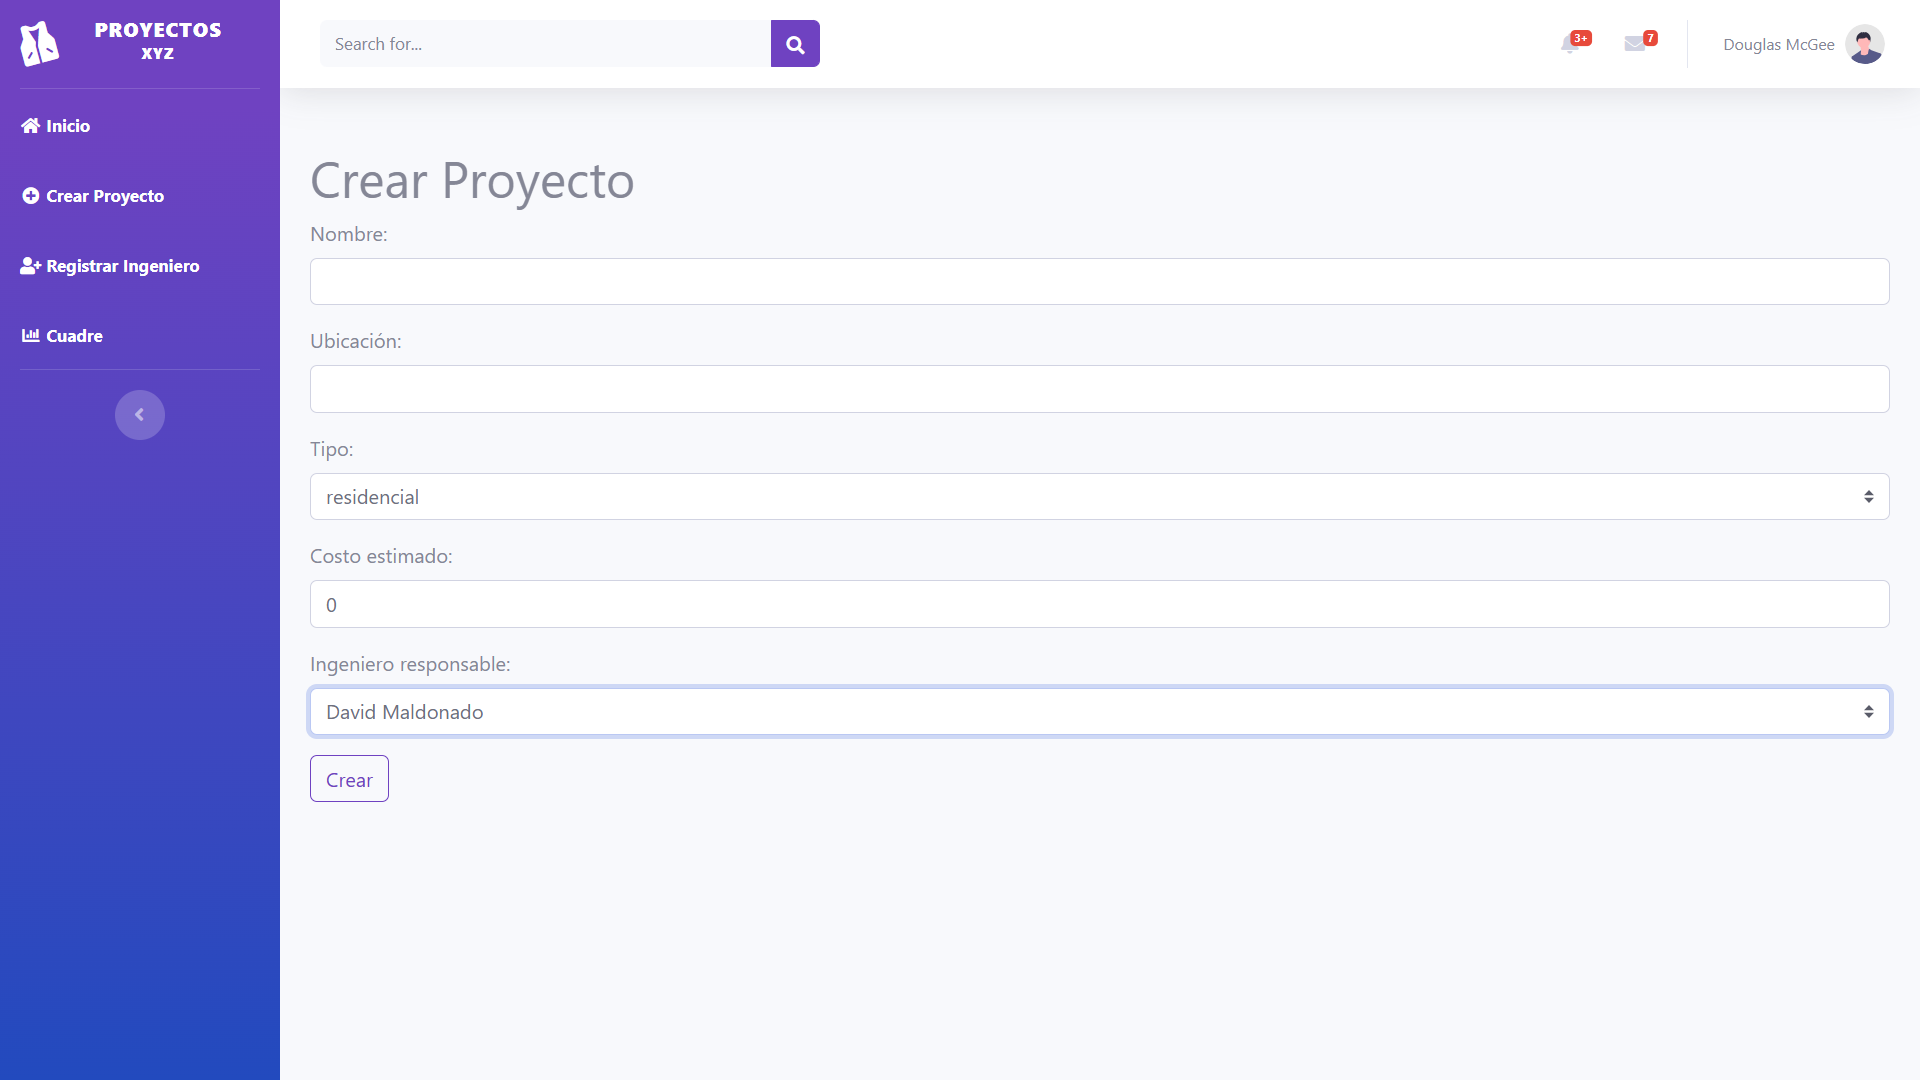 PROYECTOS
XYZ
Inicio
Crear Proyecto
Registrar Ingeniero
Cuadre
Search for...
3+
7
Douglas McGee
Crear Proyecto
Nombre:
Ubicación:
Tipo:
residencial
Costo estimado:
0
Ingeniero responsable:
David Maldonado
Crear